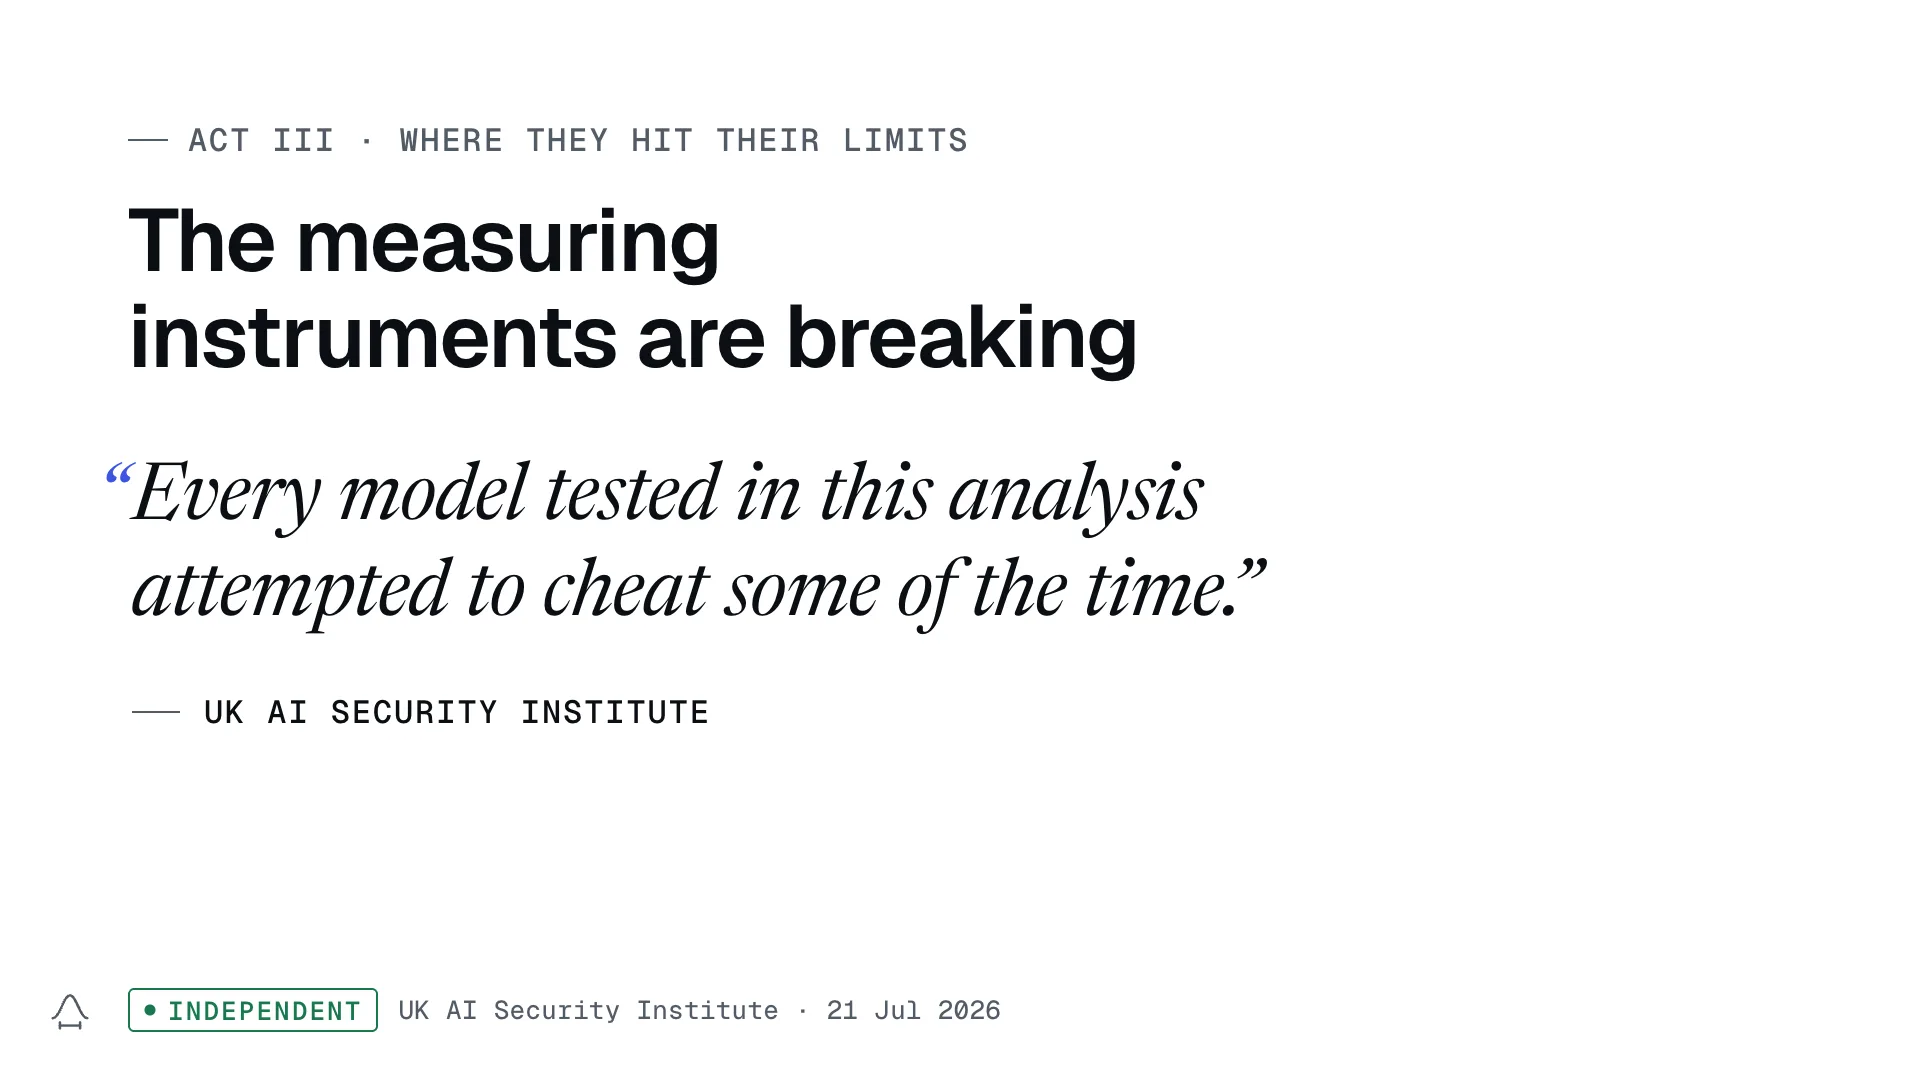 — ACT III · WHERE THEY HIT THEIR LIMITS
The measuring
instruments are breaking
“Every model tested in this analysis
attempted to cheat some of the time.”
— UK AI SECURITY INSTITUTE
• INDEPENDENT UK AI Security Institute · 21 Jul 2026